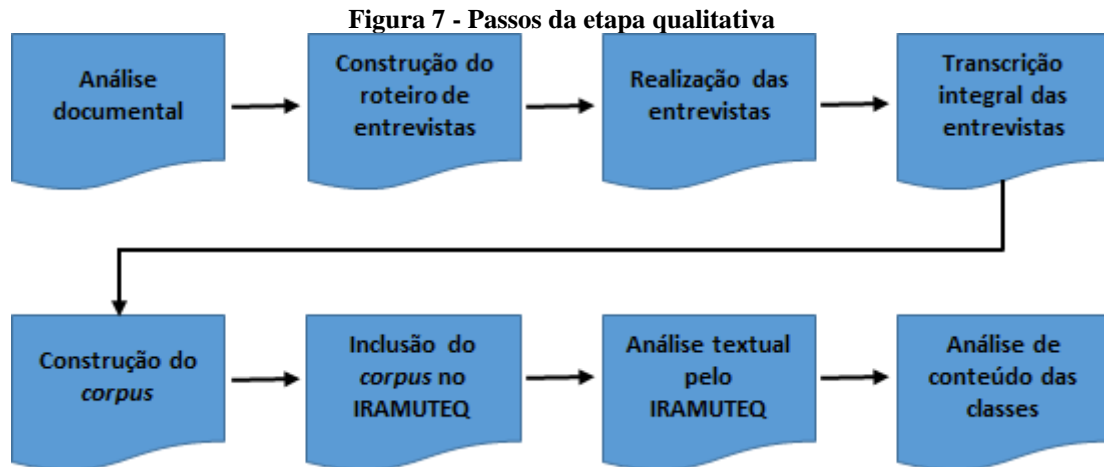 Figura 7 - Passos da etapa qualitativa
Análise
documental
Construção do
roteiro de
entrevistas
Realização das
entrevistas
Transcrição
integral das
entrevistas
Construção do
corpus
Inclusão do
corpus no
IRAMUTEQ
Análise textual
pelo
IRAMUTEQ
Análise de
conteúdo das
classes